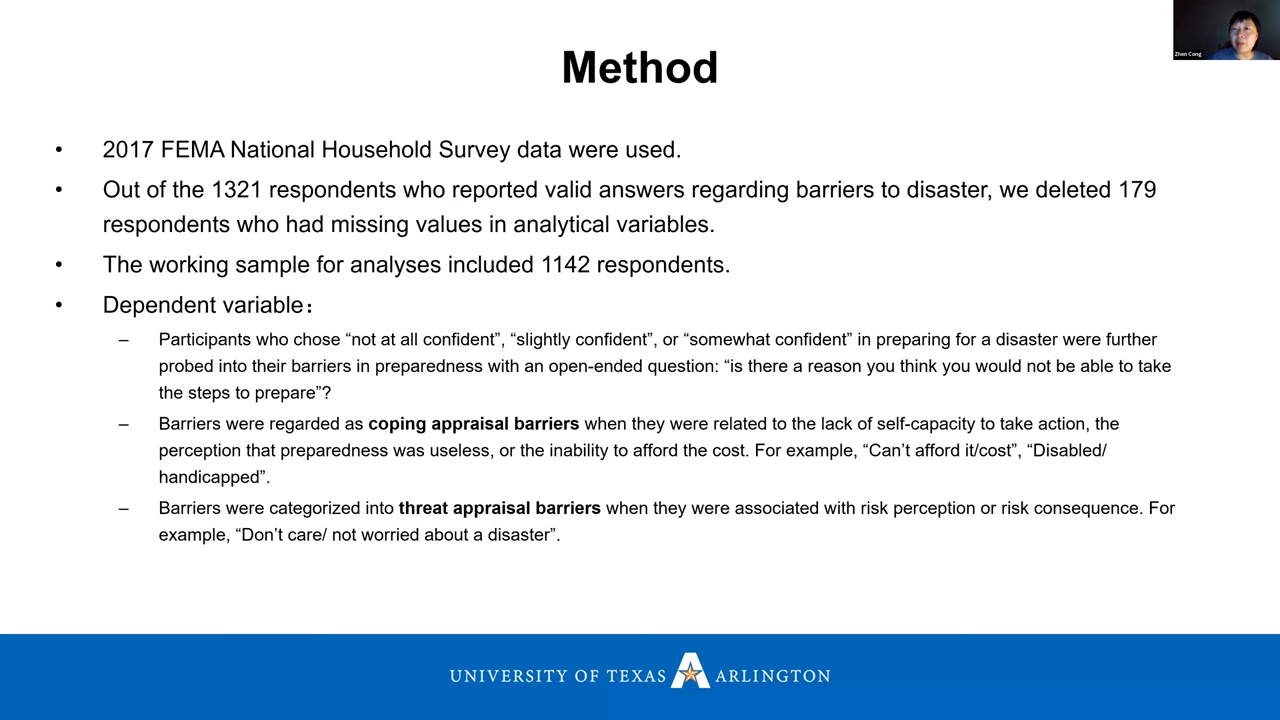 Zhen Cong
Method
• 2017 FEMA National Household Survey data were used.
• Out of the 1321 respondents who reported valid answers regarding barriers to disaster, we deleted 179
respondents who had missing values in analytical variables.
• The working sample for analyses included 1142 respondents.
• Dependent variable：
– Participants who chose “not at all confident”, “slightly confident”, or “somewhat confident” in preparing for a disaster were further
probed into their barriers in preparedness with an open-ended question: “is there a reason you think you would not be able to take
the steps to prepare”?
– Barriers were regarded as coping appraisal barriers when they were related to the lack of self-capacity to take action, the
perception that preparedness was useless, or the inability to afford the cost. For example, “Can’t afford it/cost”, “Disabled/
handicapped”.
– Barriers were categorized into threat appraisal barriers when they were associated with risk perception or risk consequence. For
example, “Don’t care/ not worried about a disaster”.
UNIVERSITY OF TEXAS A ARLINGTON